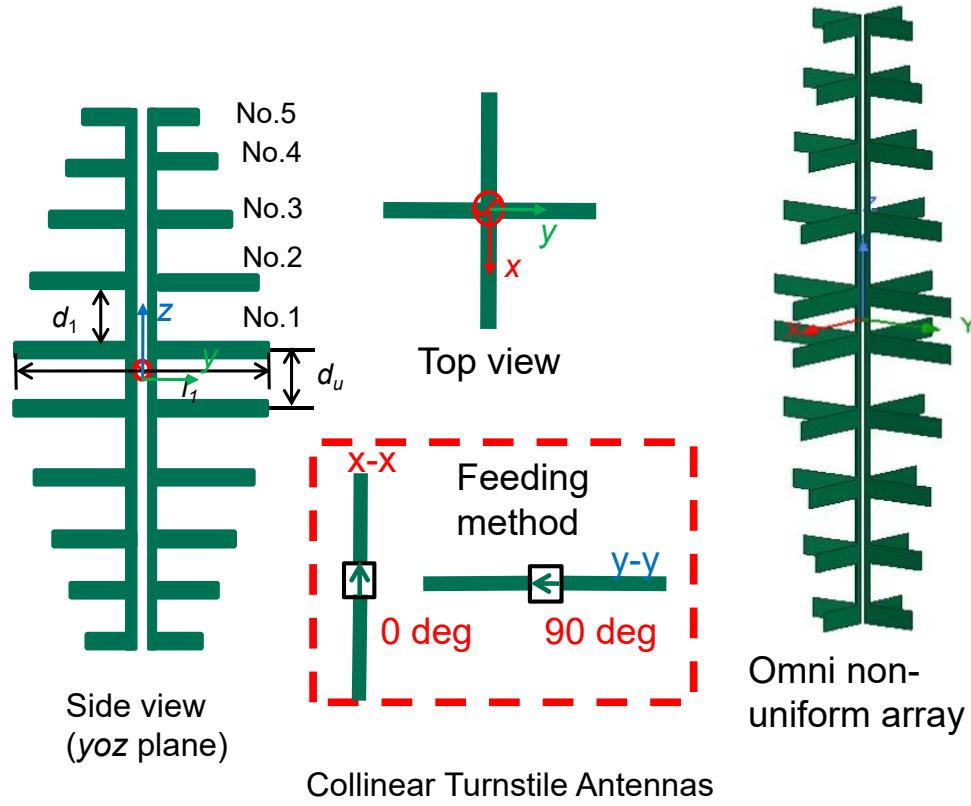 No.5
No.4
No.3
No.2
No.1
d1
z
y
l1
du
Side view
(yoz plane)
y
x
Top view
x-x
Feeding
method
y-y
0 deg
90 deg
Z
X
Y
Omni non-
uniform array
Collinear Turnstile Antennas